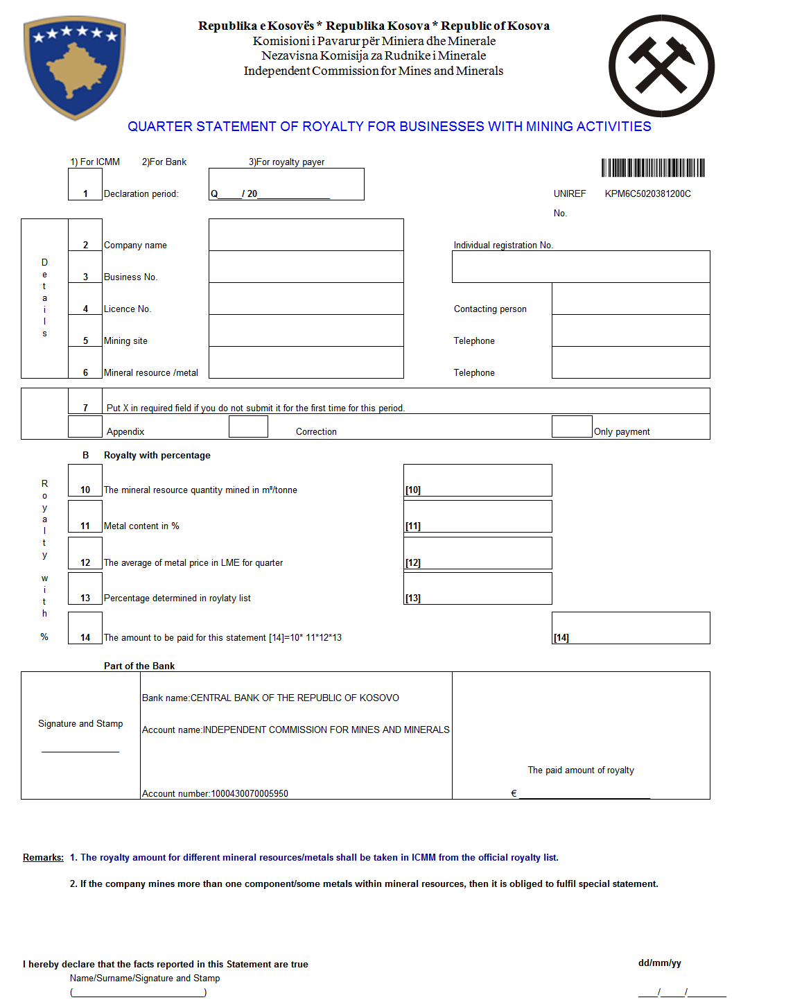 Republika e Kosovës * Republika Kosova * Republic of Kosova
Komisioni i Pavarur për Miniera dhe Minerale
Nezavisna Komisija za Rudnike i Minerale
Independent Commission for Mines and Minerals
QUARTER STATEMENT OF ROYALTY FOR BUSINESSES WITH MINING ACTIVITIES
1) For ICMM 2)For Bank 3)For royalty payer
1 Declaration period: Q_____/ 20_______________ UNIREF KPM6C5020381200C
No.
Details
2 Company name Individual registration No.
3 Business No.
4 Licence No. Contacting person
5 Mining site Telephone
6 Mineral resource /metal Telephone
7 Put X in required field if you do not submit it for the first time for this period.
Appendix Correction Only payment
B Royalty with percentage
Royalty with %
10 The mineral resource quantity mined in m³/tonne [10]
11 Metal content in % [11]
12 The average of metal price in LME for quarter [12]
13 Percentage determined in roylaty list [13]
14 The amount to be paid for this statement [14]=10* 11*12*13 [14]
Part of the Bank
Bank name:CENTRAL BANK OF THE REPUBLIC OF KOSOVO
Signature and Stamp
Account name:INDEPENDENT COMMISSION FOR MINES AND MINERALS
________________
The paid amount of royalty
Account number:1000430070005950 € ___________________________
Remarks: 1. The royalty amount for different mineral resources/metals shall be taken in ICMM from the official royalty list.
2. If the company mines more than one component/some metals within mineral resources, then it is obliged to fulfil special statement.
I hereby declare that the facts reported in this Statement are true dd/mm/yy
Name/Surname/Signature and Stamp
(___________________________) ____/_____/________